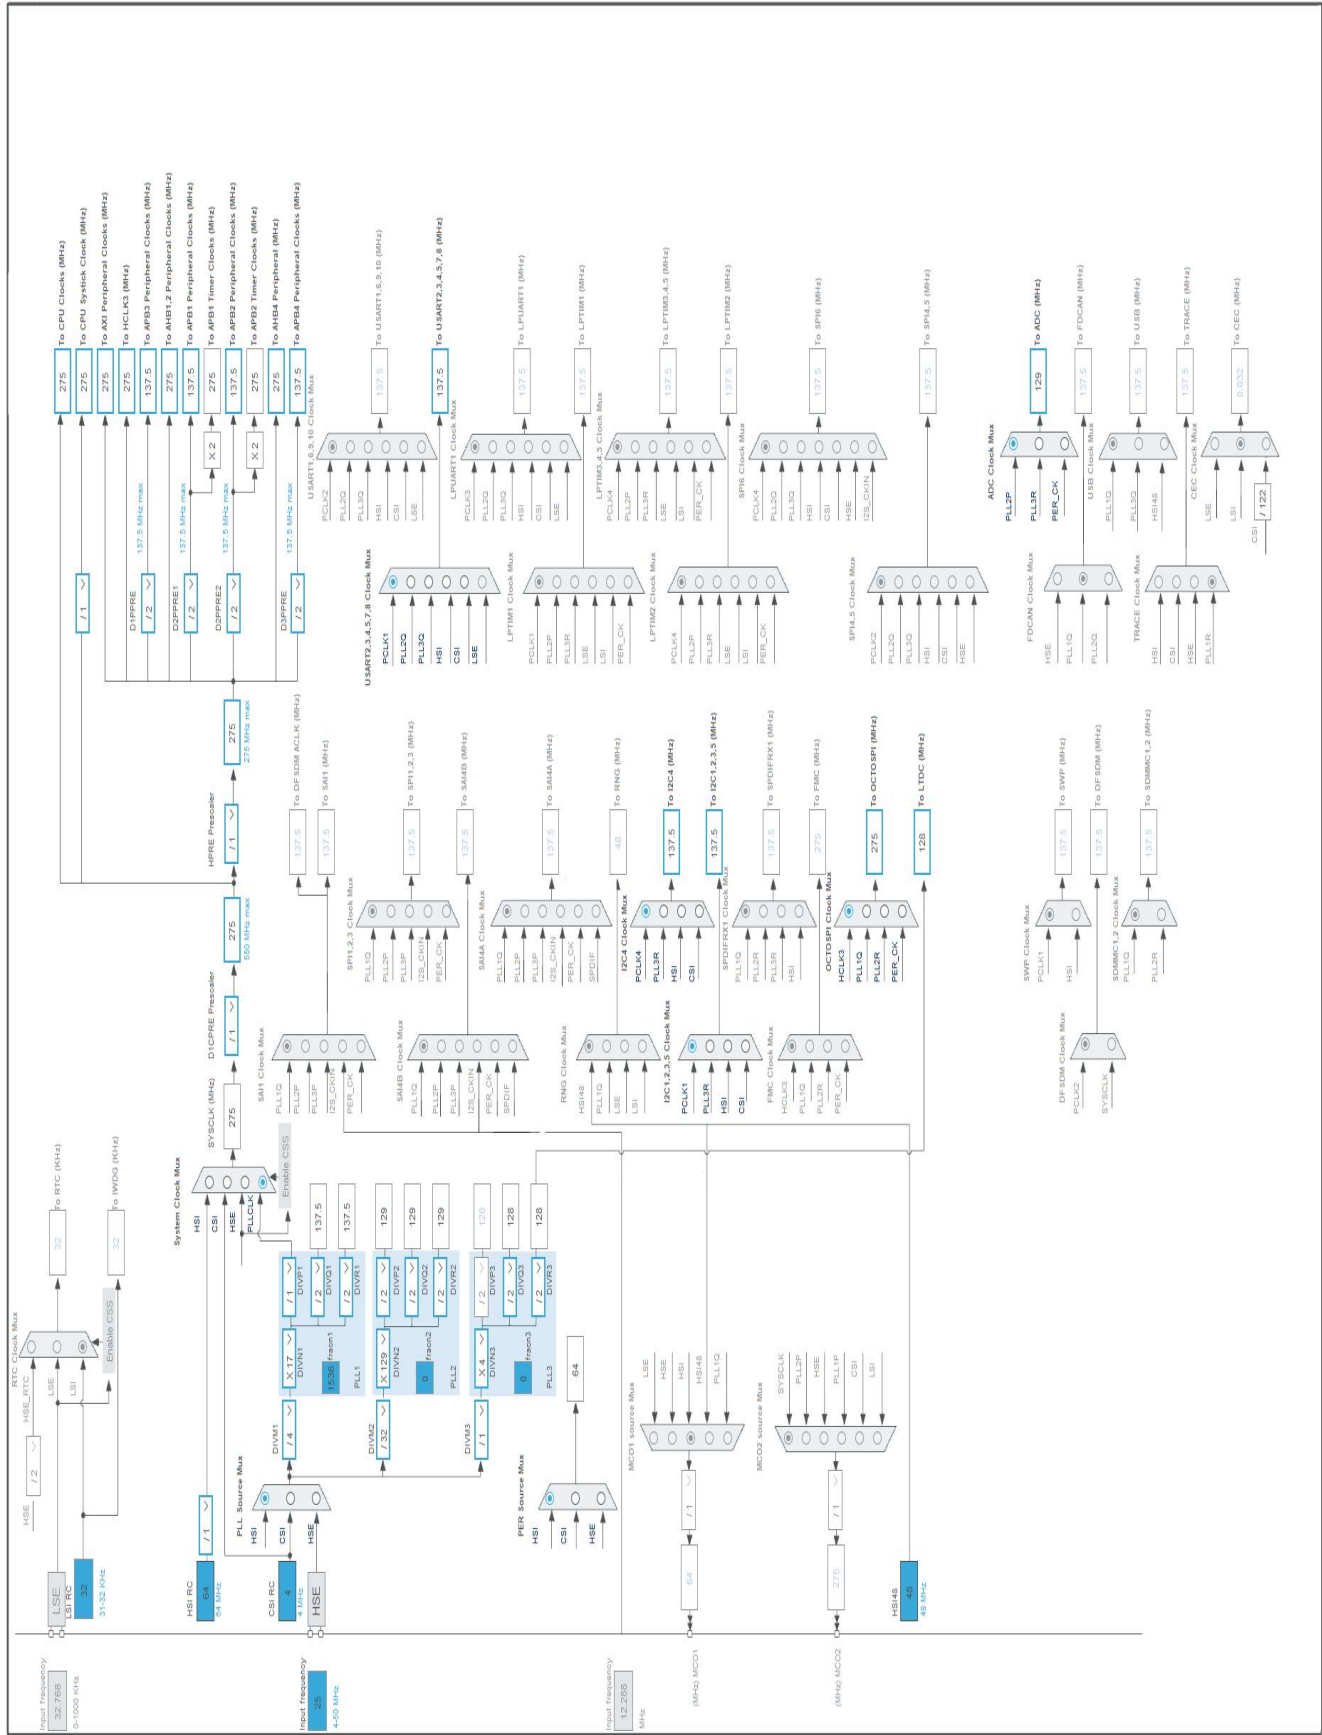 Input frequency
32.768
0-1000 KHz
LSE
LSI RC
32
31-32 KHz
HSE
/ 2
HSE_RTC
LSE
LSI
RTC Clock Mux
Enable CSS
32
To RTC (KHz)
32
To IWDG (KHz)
HSI RC
64
64 MHz
/ 1
CSI RC
4
4 MHz
Input frequency
25
4-50 MHz
HSE
PLL Source Mux
HSI
CSI
HSE
DIVM1
/ 4
X 17
DIVN1
1536
fracn1
PLL1
/ 1
DIVP1
/ 2
DIVQ1
137.5
/ 2
DIVR1
137.5
DIVM2
/ 32
X 129
DIVN2
0
fracn2
PLL2
/ 2
DIVP2
129
/ 2
DIVQ2
129
/ 2
DIVR2
129
DIVM3
/ 1
X 4
DIVN3
0
fracn3
PLL3
/ 2
DIVP3
128
/ 2
DIVQ3
128
/ 2
DIVR3
128
System Clock Mux
HSI
CSI
HSE
PLLCLK
Enable CSS
SYSCLK (MHz)
275
D1CPRE Prescaler
/ 1
275
550 MHz max
HPRE Prescaler
/ 1
275
275 MHz max
275
To CPU Clocks (MHz)
/ 1
275
To CPU Systick Clock (MHz)
275
To AXI Peripheral Clocks (MHz)
275
To HCLK3 (MHz)
D1PPRE
/ 2
137.5 MHz max
137.5
To APB3 Peripheral Clocks (MHz)
275
To AHB1,2 Peripheral Clocks (MHz)
D2PPRE1
/ 2
137.5 MHz max
137.5
To APB1 Peripheral Clocks (MHz)
X 2
275
To APB1 Timer Clocks (MHz)
D2PPRE2
/ 2
137.5 MHz max
137.5
To APB2 Peripheral Clocks (MHz)
X 2
275
To APB2 Timer Clocks (MHz)
275
To AHB4 Peripheral (MHz)
D3PPRE
/ 2
137.5 MHz max
137.5
To APB4 Peripheral Clocks (MHz)
PER Source Mux
HSI
CSI
HSE
64
Input frequency
12.288
MHz
(MHz) MCO1
64
/ 1
MCO1 source Mux
LSE
HSE
HSI
HSI48
PLL1Q
(MHz) MCO2
275
/ 1
MCO2 source Mux
SYSCLK
PLL2P
HSE
PLL1P
CSI
LSI
HSI48
48
48 MHz
SAI1 Clock Mux
PLL1Q
PLL2P
PLL3P
I2S_CKIN
PER_CK
137.5
To DFSDM ACLK (MHz)
137.5
To SAI1 (MHz)
SPI1,2,3 Clock Mux
PLL1Q
PLL2P
PLL3P
I2S_CKIN
PER_CK
137.5
To SPI1,2,3 (MHz)
SAI4B Clock Mux
PLL1Q
PLL2P
PLL3P
I2S_CKIN
PER_CK
SPDIF
137.5
To SAI4B (MHz)
SAI4A Clock Mux
PLL1Q
PLL2P
PLL3P
I2S_CKIN
PER_CK
SPDIF
137.5
To SAI4A (MHz)
RNG Clock Mux
HSI48
PLL1Q
LSE
LSI
48
To RNG (MHz)
I2C4 Clock Mux
PCLK4
PLL3R
HSI
CSI
137.5
To I2C4 (MHz)
I2C1,2,3,5 Clock Mux
PCLK1
PLL3R
HSI
CSI
137.5
To I2C1,2,3,5 (MHz)
SPDIFRX1 Clock Mux
PLL1Q
PLL2R
PLL3R
HSI
137.5
To SPDIFRX1 (MHz)
FMC Clock Mux
HCLK3
PLL1Q
PLL2R
PER_CK
275
To FMC (MHz)
OCTOSPI Clock Mux
HCLK3
PLL1Q
PLL2R
PER_CK
275
To OCTOSPI (MHz)
128
To LTDC (MHz)
SWP Clock Mux
PCLK1
HSI
137.5
To SWP (MHz)
DFSDM Clock Mux
PCLK2
SYSCLK
137.5
To DFSDM (MHz)
SDMMC1,2 Clock Mux
PLL1Q
PLL2R
137.5
To SDMMC1,2 (MHz)
USART1,6,9,10 Clock Mux
PCLK2
PLL2Q
PLL3Q
HSI
CSI
LSE
137.5
To USART1,6,9,10 (MHz)
USART2,3,4,5,7,8 Clock Mux
PCLK1
PLL2Q
PLL3Q
HSI
CSI
LSE
137.5
To USART2,3,4,5,7,8 (MHz)
LPUART1 Clock Mux
PCLK3
PLL2Q
PLL3Q
HSI
CSI
LSE
137.5
To LPUART1 (MHz)
LPTIM1 Clock Mux
PCLK1
PLL2P
PLL3R
LSE
LSI
PER_CK
137.5
To LPTIM1 (MHz)
LPTIM3,4,5 Clock Mux
PCLK4
PLL2P
PLL3R
LSE
LSI
PER_CK
137.5
To LPTIM3,4,5 (MHz)
LPTIM2 Clock Mux
PCLK4
PLL2P
PLL3R
LSE
LSI
PER_CK
137.5
To LPTIM2 (MHz)
SPI6 Clock Mux
PCLK4
PLL2Q
PLL3Q
HSI
CSI
HSE
I2S_CKIN
137.5
To SPI6 (MHz)
SPI4,5 Clock Mux
PCLK2
PLL2Q
PLL3Q
HSI
CSI
HSE
137.5
To SPI4,5 (MHz)
ADC Clock Mux
PLL2P
PLL3R
PER_CK
129
To ADC (MHz)
FDCAN Clock Mux
HSE
PLL1Q
PLL2Q
137.5
To FDCAN (MHz)
USB Clock Mux
PLL1Q
PLL3Q
HSI48
137.5
To USB (MHz)
TRACE Clock Mux
HSI
CSI
HSE
PLL1R
137.5
To TRACE (MHz)
CEC Clock Mux
LSE
LSI
CSI
/ 122
0.032
To CEC (MHz)